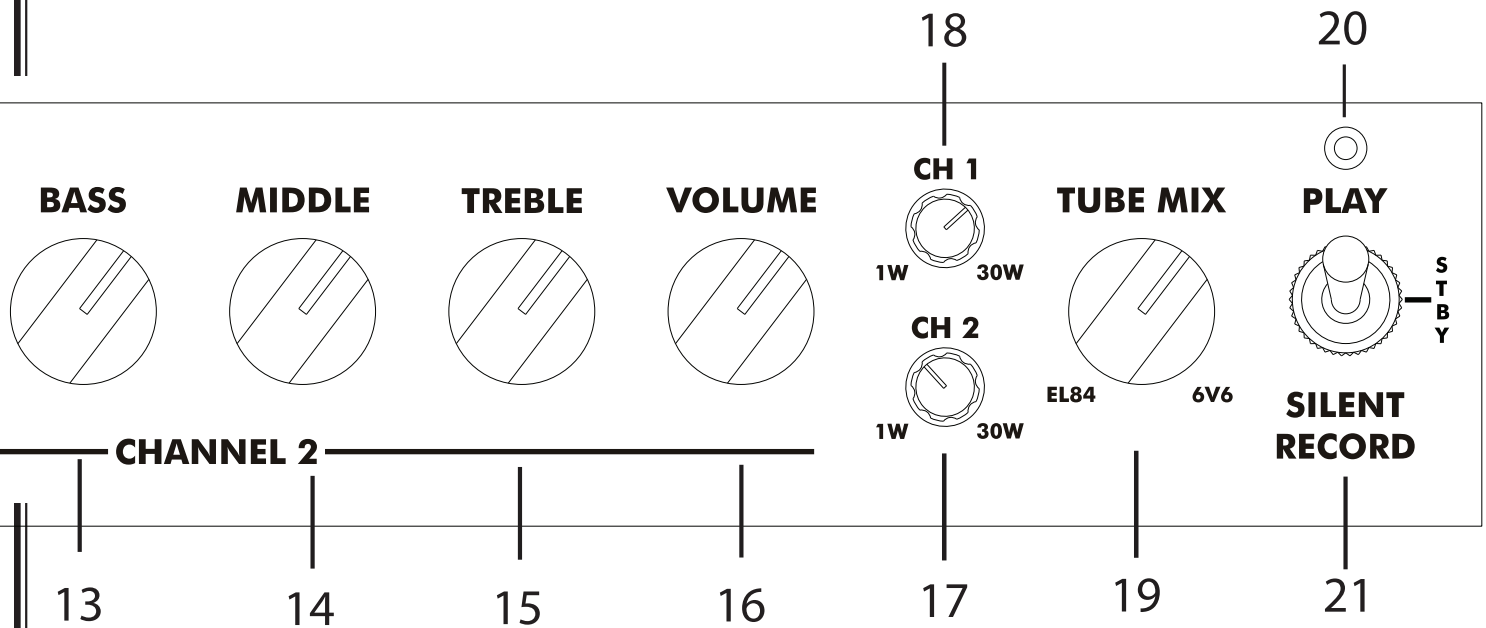 18
20
CH 1
BASS MIDDLE TREBLE VOLUME TUBE MIX PLAY
1W 30W
STBY
CH 2
EL84 6V6
1W 30W
SILENT
RECORD
CHANNEL 2
13 14 15 16 17 19 21